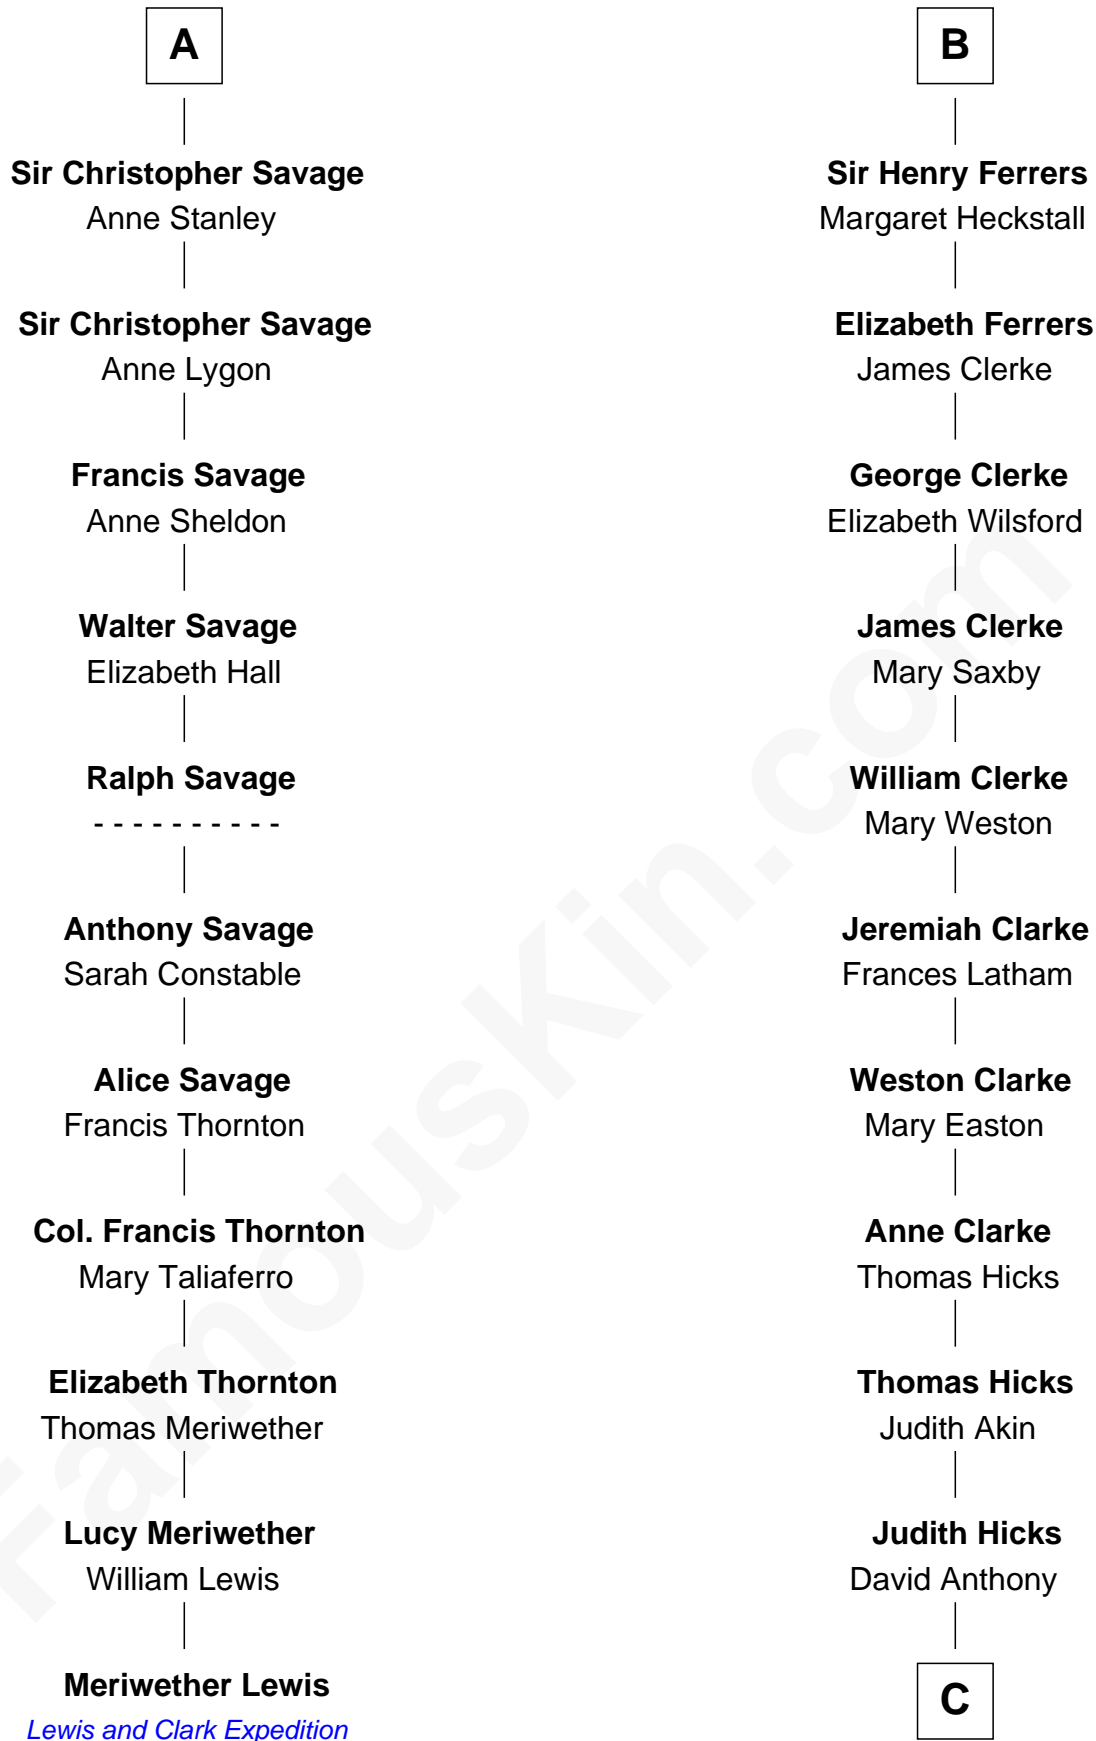 A
Sir Christopher Savage
Anne Stanley
Sir Christopher Savage
Anne Lygon
Francis Savage
Anne Sheldon
Walter Savage
Elizabeth Hall
Ralph Savage
- - - - - - - - - -
Anthony Savage
Sarah Constable
Alice Savage
Francis Thornton
Col. Francis Thornton
Mary Taliaferro
Elizabeth Thornton
Thomas Meriwether
Lucy Meriwether
William Lewis
Meriwether Lewis
Lewis and Clark Expedition
B
Sir Henry Ferrers
Margaret Heckstall
Elizabeth Ferrers
James Clerke
George Clerke
Elizabeth Wilsford
James Clerke
Mary Saxby
William Clerke
Mary Weston
Jeremiah Clarke
Frances Latham
Weston Clarke
Mary Easton
Anne Clarke
Thomas Hicks
Thomas Hicks
Judith Akin
Judith Hicks
David Anthony
C
FamousKin.com